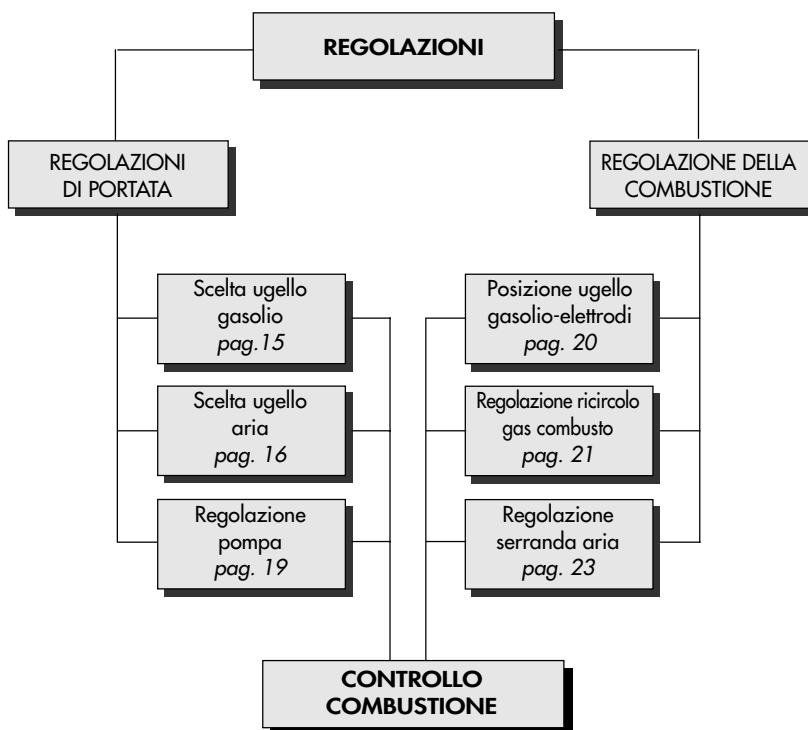 REGOLAZIONI
REGOLAZIONI
DI PORTATA
REGOLAZIONE DELLA
COMBUSTIONE
Scelta ugello
gasolio
pag.15
Posizione ugello
gasolio-elettrodi
pag. 20
Scelta ugello
aria
pag. 16
Regolazione ricircolo
gas combusto
pag. 21
Regolazione
pompa
pag. 19
Regolazione
serranda aria
pag. 23
CONTROLLO
COMBUSTIONE